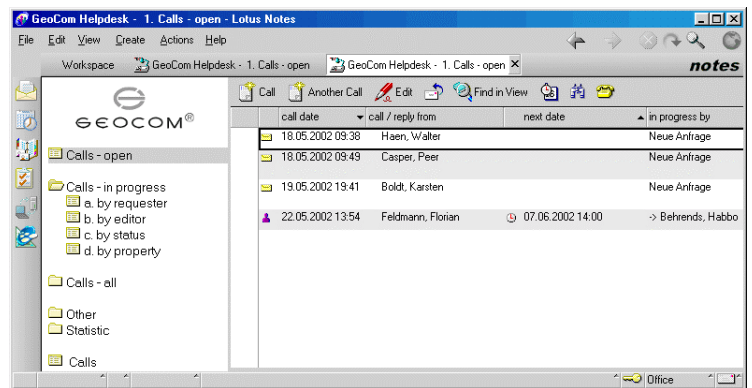 GeoCom Helpdesk - 1. Calls - open - Lotus Notes
File Edit View Create Actions Help
Workspace GeoCom Helpdesk - 1. Calls - open GeoCom Helpdesk - 1. Calls - open notes
Call Another Call Edit Find in View
GEOCOM®
call date call / reply from next date in progress by
18.05.2002 09:38 Haen, Walter Neue Anfrage
Calls - open
18.05.2002 09:49 Casper, Peer Neue Anfrage
Calls - in progress
19.05.2002 19:41 Boldt, Karsten Neue Anfrage
a. by requester
b. by editor
22.05.2002 13:54 Feldmann, Florian 07.06.2002 14:00 -> Behrends, Habbo
c. by status
d. by property
Calls - all
Other
Statistic
Calls
Office